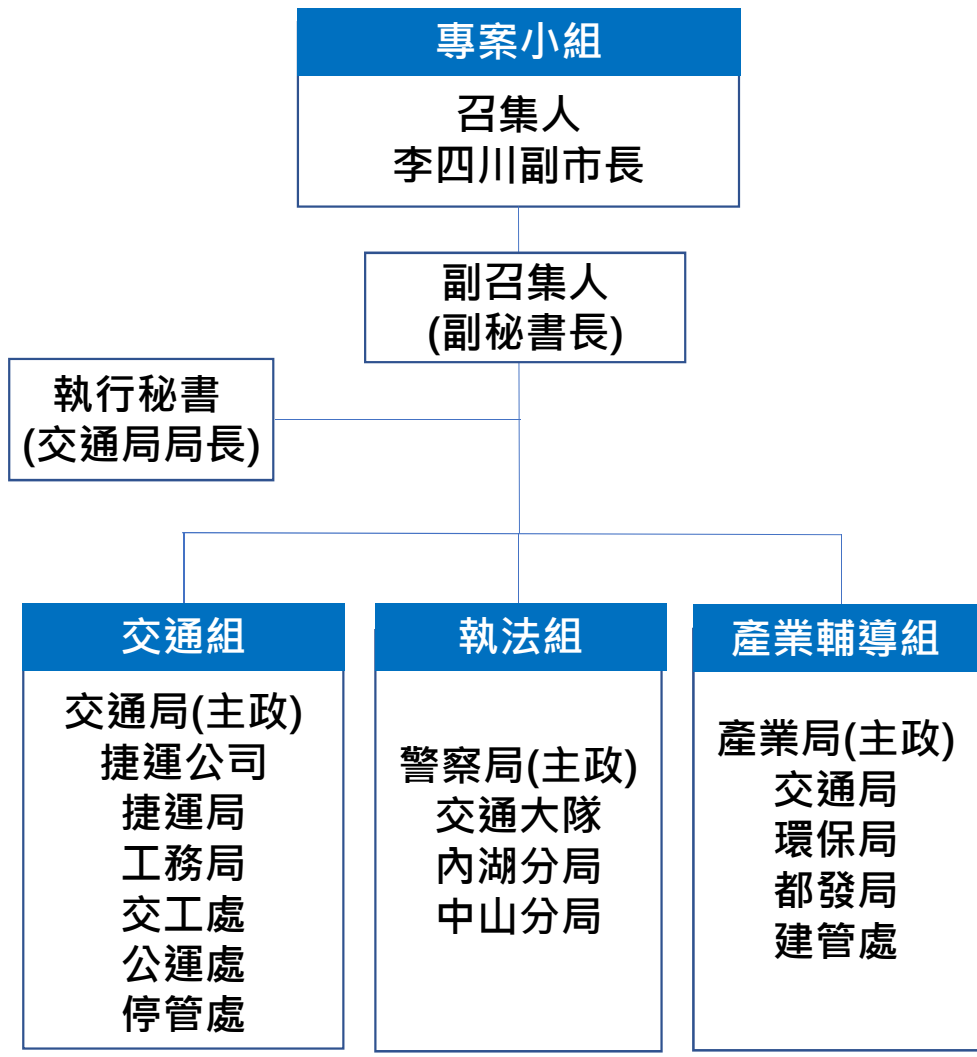 專案小組
召集人
李四川副市長
副召集人
(副秘書長)
執行秘書
(交通局局長)
交通組
交通局(主政)
捷運公司
捷運局
工務局
交工處
公運處
停管處
執法組
警察局(主政)
交通大隊
內湖分局
中山分局
產業輔導組
產業局(主政)
交通局
環保局
都發局
建管處